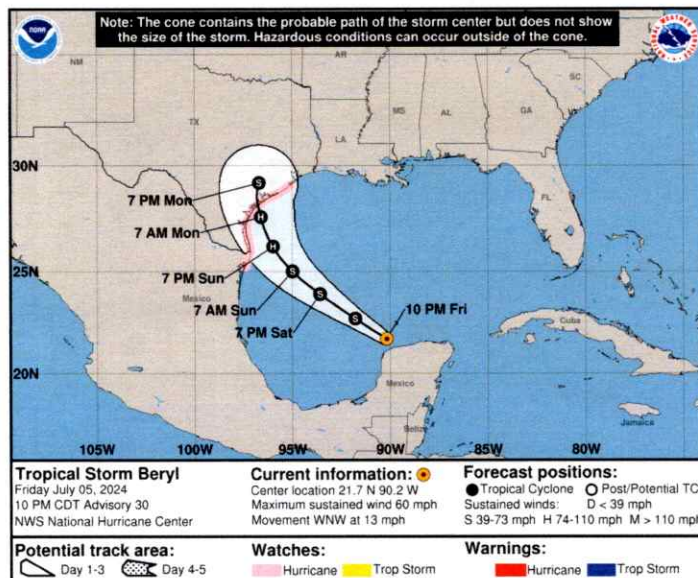 Note: The cone contains the probable path of the storm center but does not show
the size of the storm. Hazardous conditions can occur outside of the cone.
NOAA
NM
AR
SC
TX
MS
AL
GA
LA
30N
FL
7 PM Mon
7 AM Mon
25N
7 PM Sun
Mexico
7 AM Sun
10 PM Fri
7 PM Sat
Cuba
20N
Mexico
Belize
Jamaica
105W
100W
95W
90W
85W
80W
S
H
H
S
S
S
Tropical Storm Beryl
Friday July 05, 2024
10 PM CDT Advisory 30
NWS National Hurricane Center
Current information:
Center location 21.7 N 90.2 W
Maximum sustained wind 60 mph
Movement WNW at 13 mph
Forecast positions:
Tropical Cyclone Post/Potential TC
Sustained winds: D < 39 mph
S 39-73 mph H 74-110 mph M > 110 mph
Potential track area:
Day 1-3 Day 4-5
Watches:
Hurricane Trop Storm
Warnings:
Hurricane Trop Storm